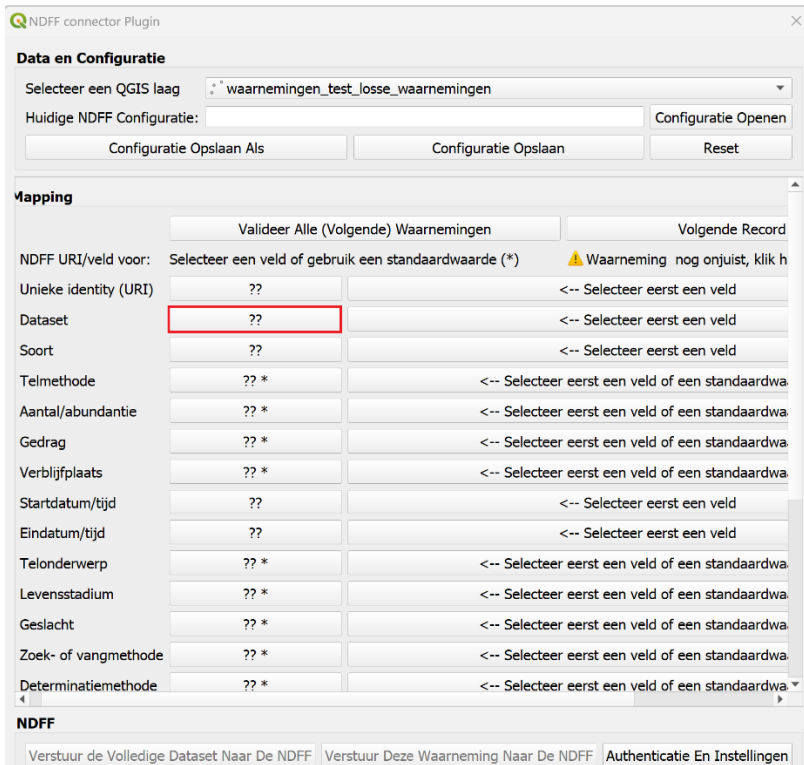 NDFF connector Plugin
Data en Configuratie
Selecteer een QGIS laag waarnemingen_test_losse_waarnemingen
Huidige NDFF Configuratie: Configuratie Openen
Configuratie Opslaan Als Configuratie Opslaan Reset
Mapping
Valideer Alle (Volgende) Waarnemingen Volgende Record
NDFF URI/veld voor: Selecteer een veld of gebruik een standaardwaarde (*) Waarneming nog onjuist, klik h
Unieke identity (URI) ?? <-- Selecteer eerst een veld
Dataset ?? <-- Selecteer eerst een veld
Soort ?? <-- Selecteer eerst een veld
Telmethode ?? * <-- Selecteer eerst een veld of een standaardwa
Aantal/abundantie ?? * <-- Selecteer eerst een veld of een standaardwa
Gedrag ?? * <-- Selecteer eerst een veld of een standaardwa
Verblijfplaats ?? * <-- Selecteer eerst een veld of een standaardwa
Startdatum/tijd ?? <-- Selecteer eerst een veld
Eindatum/tijd ?? <-- Selecteer eerst een veld
Telonderwerp ?? * <-- Selecteer eerst een veld of een standaardwa
Levensstadium ?? * <-- Selecteer eerst een veld of een standaardwa
Geslacht ?? * <-- Selecteer eerst een veld of een standaardwa
Zoek- of vangmethode ?? * <-- Selecteer eerst een veld of een standaardwa
Determinatiemethode ?? * <-- Selecteer eerst een veld of een standaardwa
NDFF
Verstuur de Volledige Dataset Naar De NDFF Verstuur Deze Waarneming Naar De NDFF Authenticatie En Instellingen